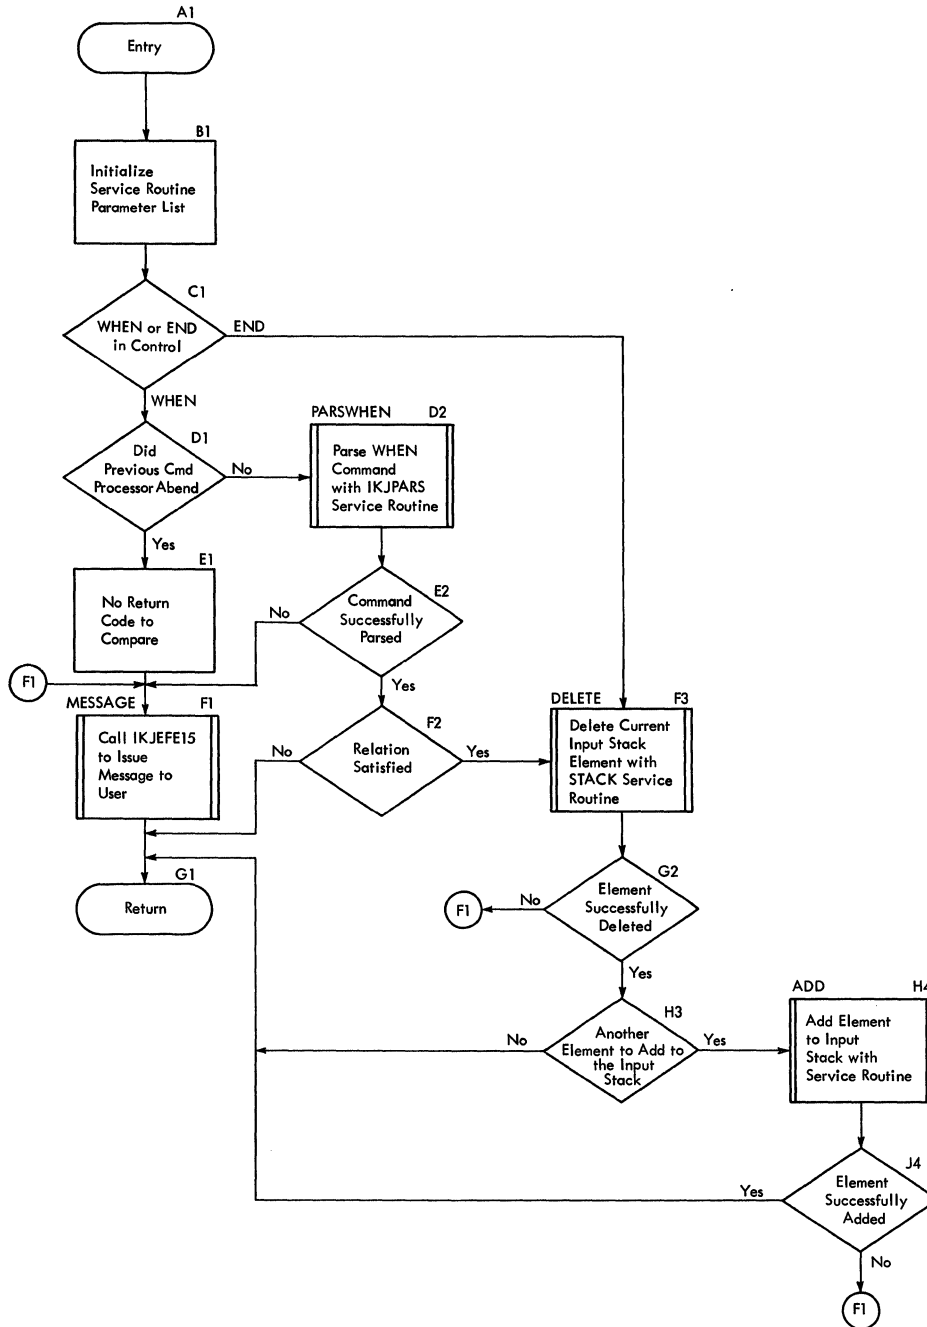 A1
Entry
B1
Initialize
Service Routine
Parameter List
C1
WHEN or END
in Control
END
WHEN
D1
Did
Previous Cmd
Processor Abend
No
Yes
PARSWHEN D2
Parse WHEN
Command
with IKJPARS
Service Routine
E1
No Return
Code to
Compare
E2
Command
Successfully
Parsed
No
Yes
F1
MESSAGE F1
Call IKJEFE15
to Issue
Message to
User
F2
Relation
Satisfied
No
Yes
DELETE F3
Delete Current
Input Stack
Element with
STACK Service
Routine
G1
Return
G2
Element
Successfully
Deleted
No
F1
Yes
H3
Another
Element to Add to
the Input
Stack
No
Yes
ADD H4
Add Element
to Input
Stack with
Service Routine
J4
Element
Successfully
Added
Yes
No
F1